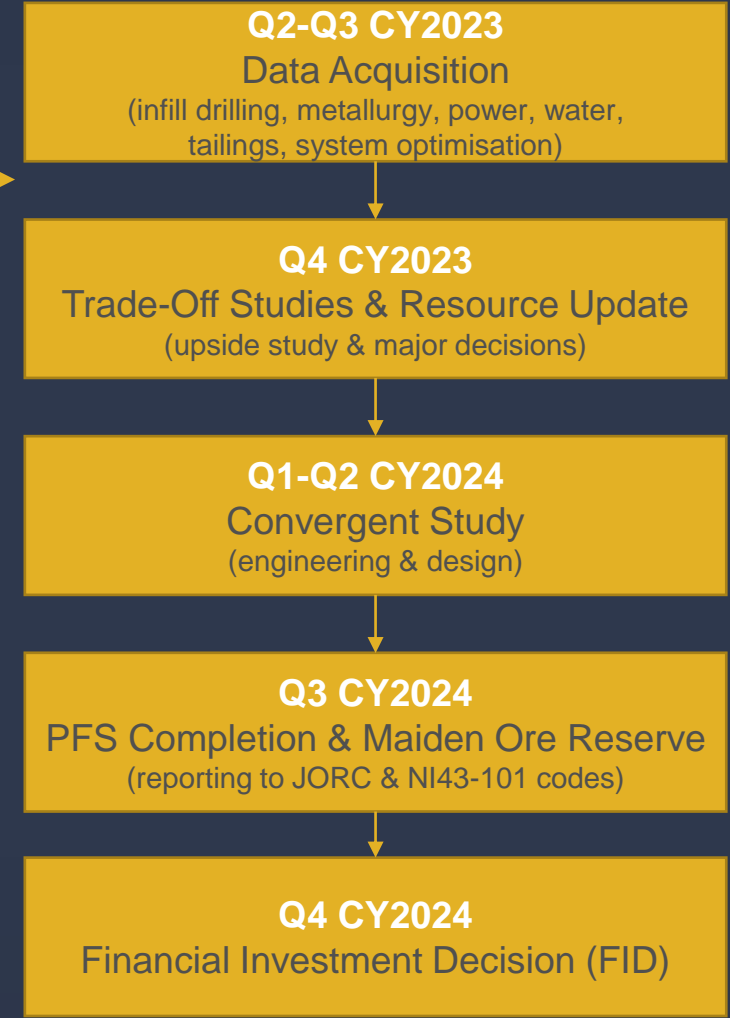 Q2-Q3 CY2023
Data Acquisition
(infill drilling, metallurgy, power, water,
tailings, system optimisation)
Q4 CY2023
Trade-Off Studies & Resource Update
(upside study & major decisions)
Q1-Q2 CY2024
Convergent Study
(engineering & design)
Q3 CY2024
PFS Completion & Maiden Ore Reserve
(reporting to JORC & NI43-101 codes)
Q4 CY2024
Financial Investment Decision (FID)